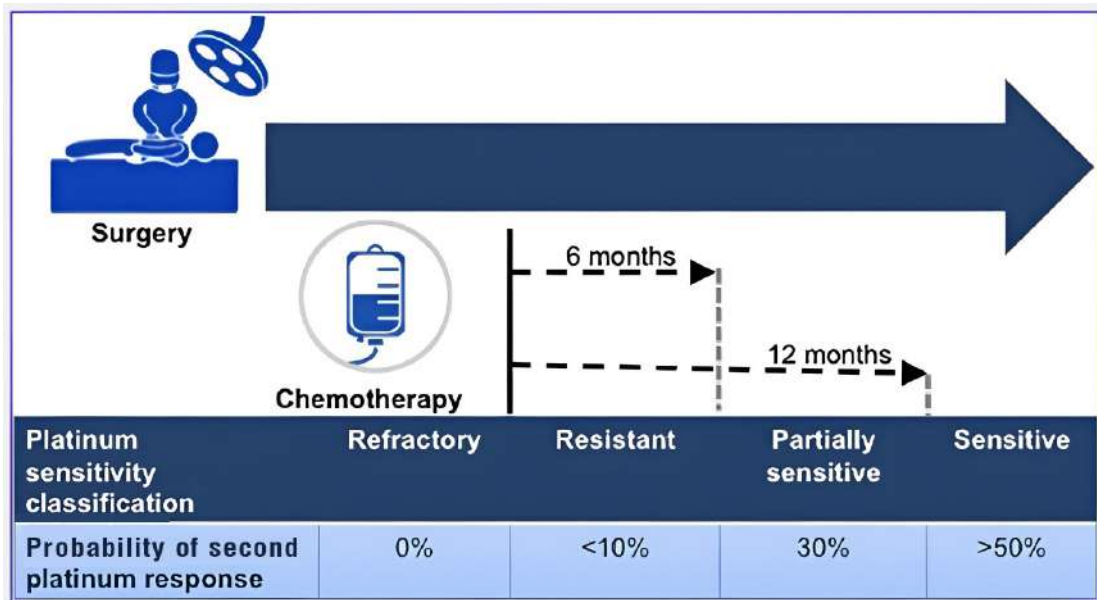 Surgery
6 months
12 months
Chemotherapy
Platinum sensitivity classification
Refractory
Resistant
Partially sensitive
Sensitive
Probability of second platinum response
0%
<10%
30%
>50%